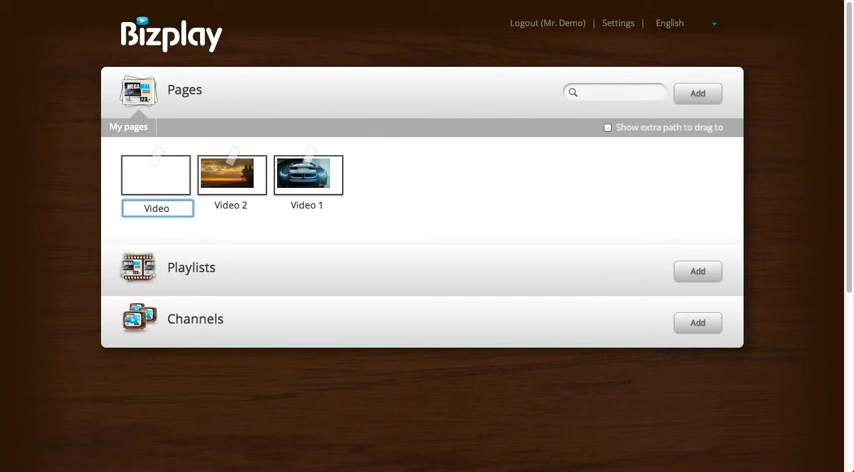 Bizplay
Logout (Mr. Demo) | Settings | English
Pages
Add
My pages
Show extra path to drag to
Video
Video 2
Video 1
Playlists
Add
Channels
Add